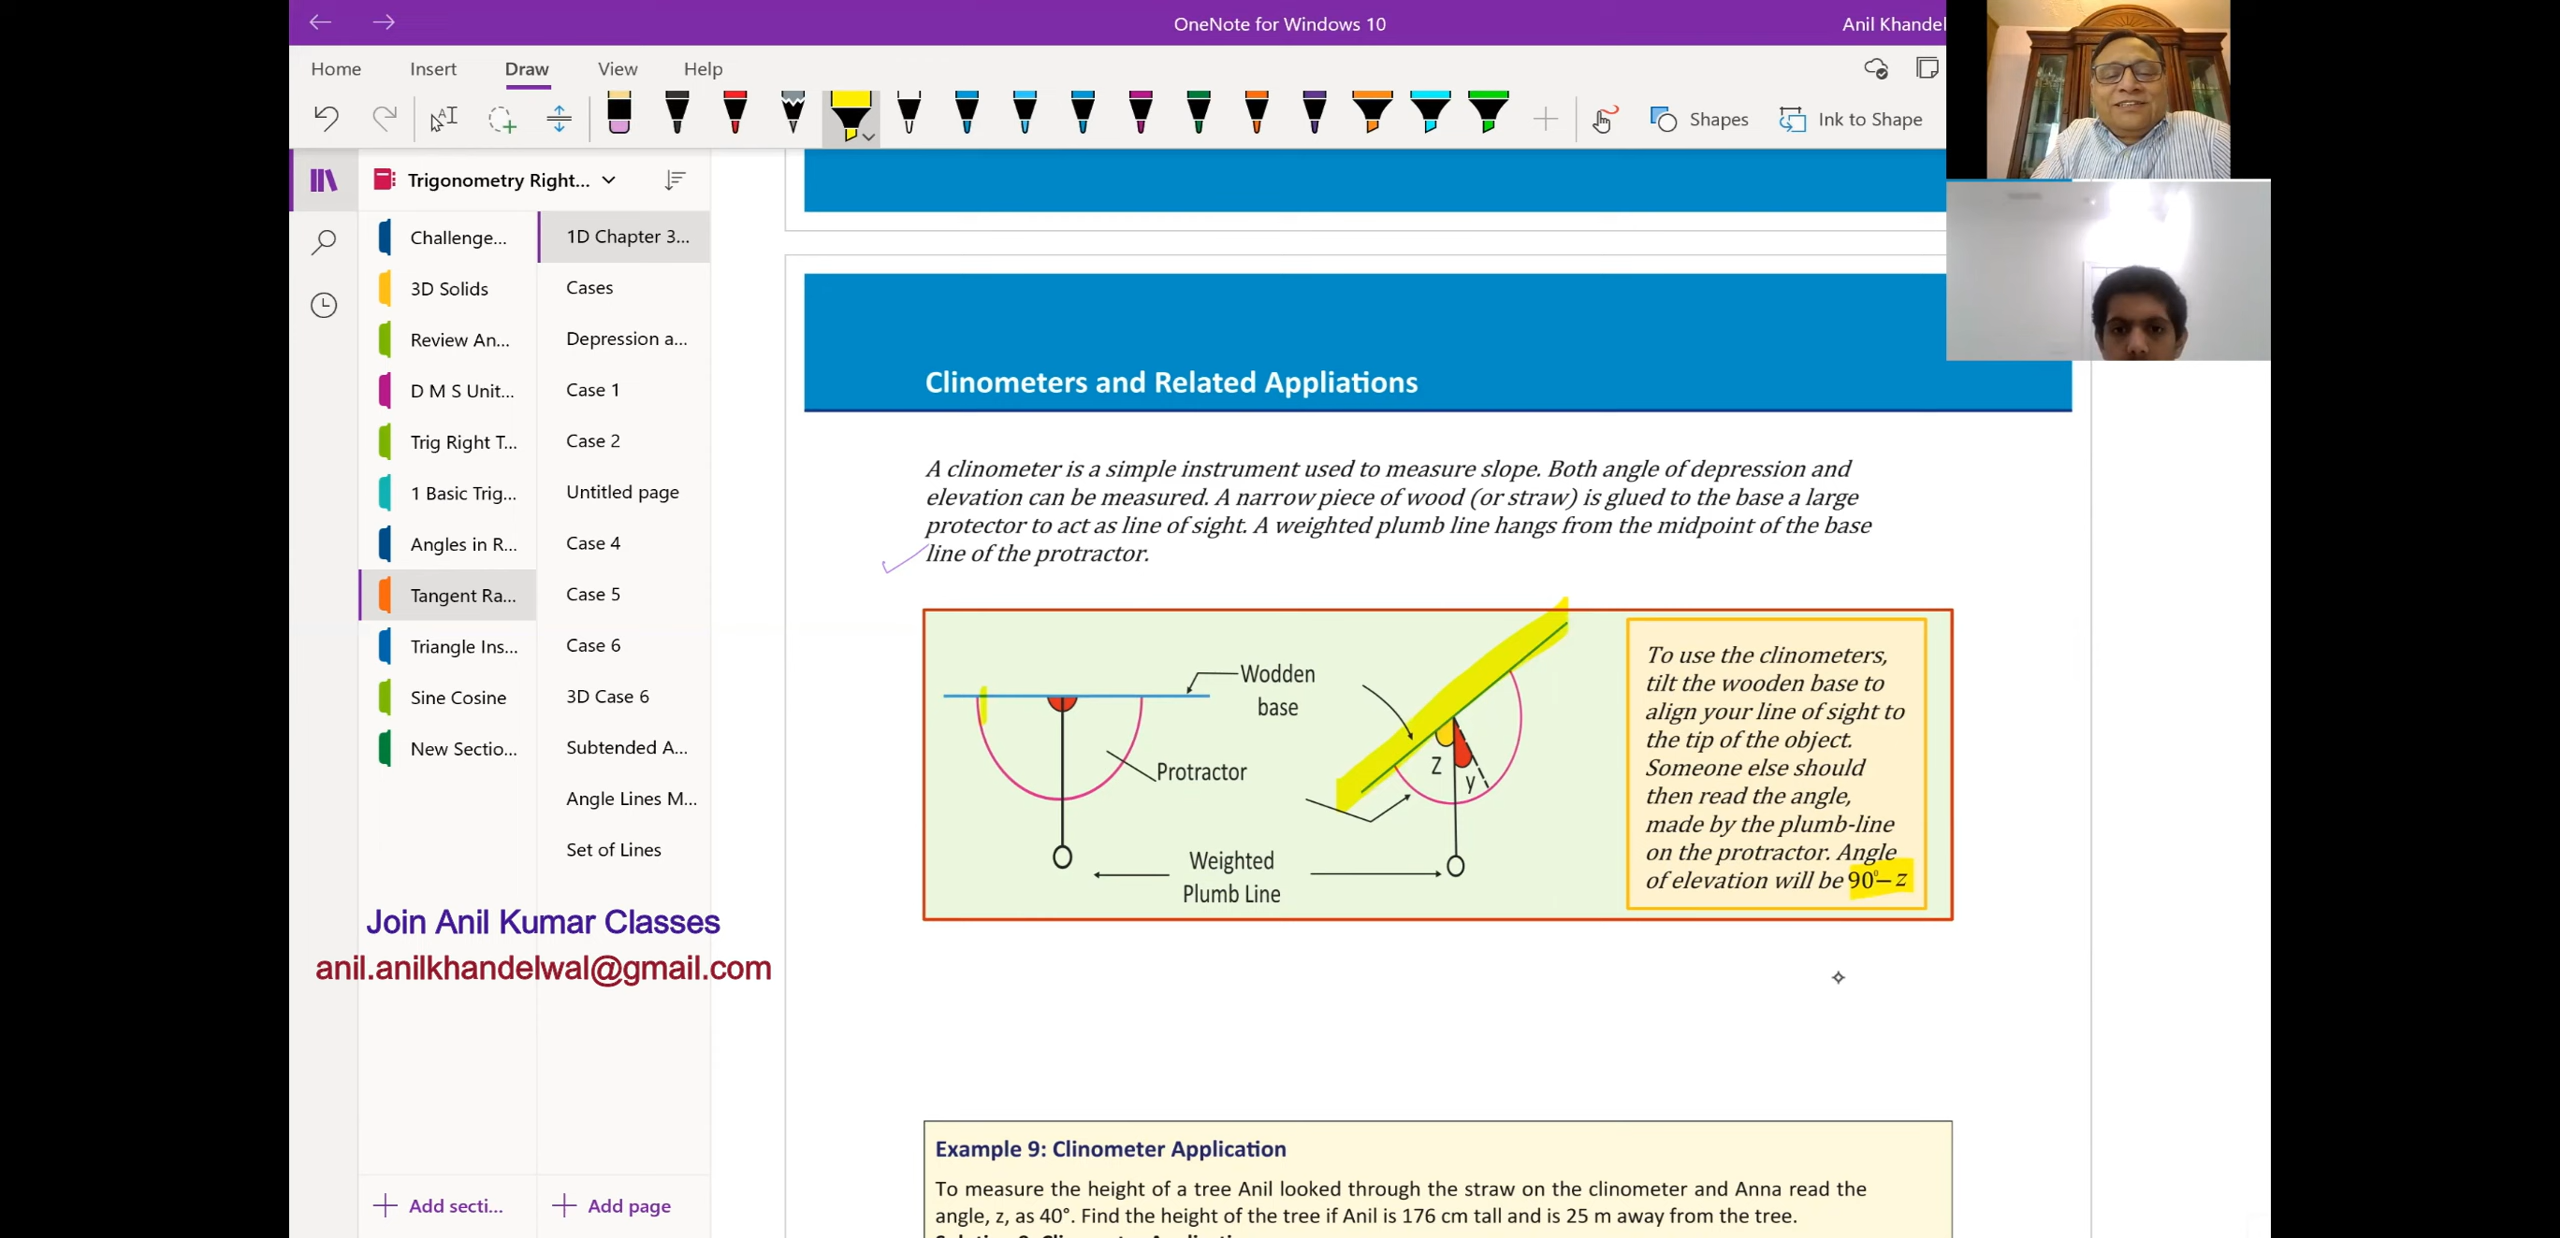 OneNote for Windows 10
Anil Khandel
Home
Insert
Draw
View
Help
Shapes
Ink to Shape
Trigonometry Right...
Challenge...
3D Solids
Review An...
D M S Unit...
Trig Right T...
1 Basic Trig...
Angles in R...
Tangent Ra...
Triangle Ins...
Sine Cosine
New Sectio...
1D Chapter 3...
Cases
Depression a...
Case 1
Case 2
Untitled page
Case 4
Case 5
Case 6
3D Case 6
Subtended A...
Angle Lines M...
Set of Lines
Join Anil Kumar Classes
anil.anilkhandelwal@gmail.com
Add secti...
Add page
Clinometers and Related Appliations
A clinometer is a simple instrument used to measure slope. Both angle of depression and
elevation can be measured. A narrow piece of wood (or straw) is glued to the base a large
protector to act as line of sight. A weighted plumb line hangs from the midpoint of the base
line of the protractor.
Wodden
base
Protractor
Weighted
Plumb Line
Z
y
To use the clinometers,
tilt the wooden base to
align your line of sight to
the tip of the object.
Someone else should
then read the angle,
made by the plumb-line
on the protractor. Angle
of elevation will be 90°– z
Example 9: Clinometer Application
To measure the height of a tree Anil looked through the straw on the clinometer and Anna read the
angle, z, as 40°. Find the height of the tree if Anil is 176 cm tall and is 25 m away from the tree.